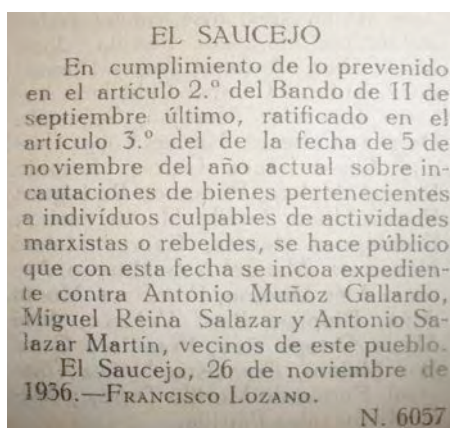 EL SAUCEJO
En cumplimiento de lo prevenido
en el artículo 2.º del Bando de 11 de
septiembre último, ratificado en el
artículo 3.º del de la fecha de 5 de
noviembre del año actual sobre in-
cautaciones de bienes pertenecientes
a indivíduos culpables de actividades
marxistas o rebeldes, se hace público
que con esta fecha se incoa expedien-
te contra Antonio Muñoz Gallardo,
Miguel Reina Salazar y Antonio Sa-
lazar Martín, vecinos de este pueblo.
El Saucejo, 26 de noviembre de
1936.—FRANCISCO LOZANO.
N. 6057